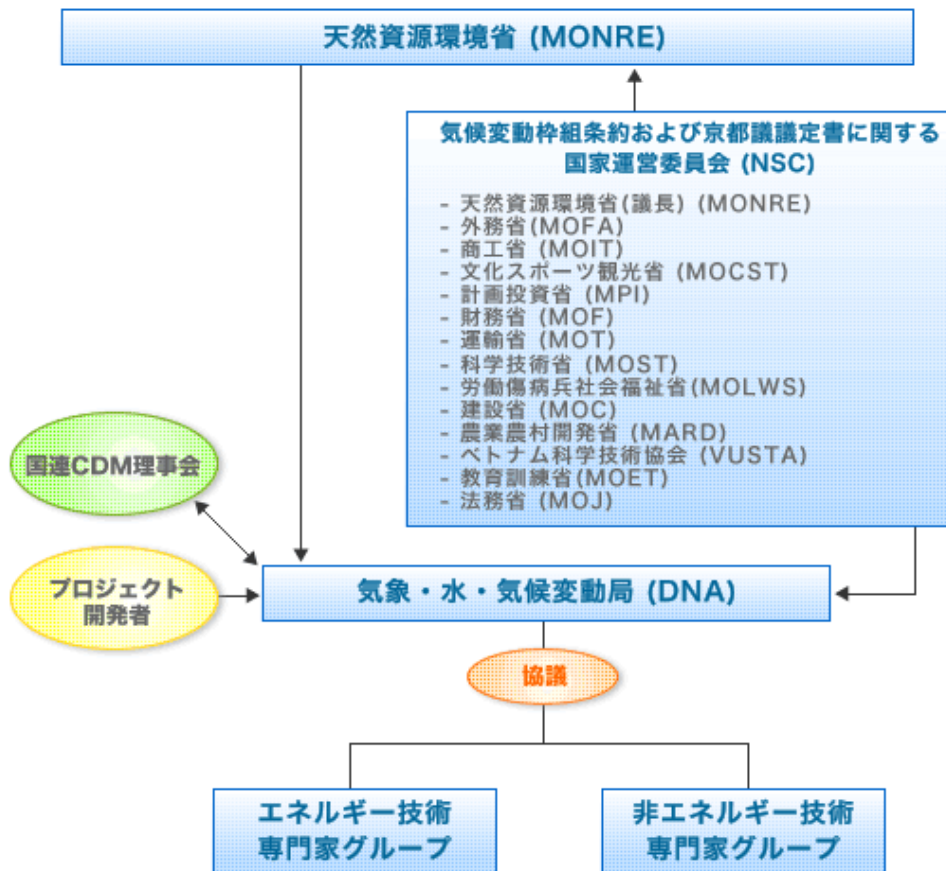 天然資源環境省 (MONRE)
気候変動枠組条約および京都議議定書に関する
国家運営委員会 (NSC)
- 天然資源環境省(議長) (MONRE)
- 外務省(MOFA)
- 商工省 (MOIT)
- 文化スポーツ観光省 (MOCST)
- 計画投資省 (MPI)
- 財務省 (MOF)
- 運輸省 (MOT)
- 科学技術省 (MOST)
- 労働傷病兵社会福祉省(MOLWS)
- 建設省 (MOC)
- 農業農村開発省 (MARD)
- ベトナム科学技術協会 (VUSTA)
- 教育訓練省(MOET)
- 法務省 (MOJ)
国連CDM理事会
プロジェクト
開発者
気象・水・気候変動局 (DNA)
協議
エネルギー技術
専門家グループ
非エネルギー技術
専門家グループ